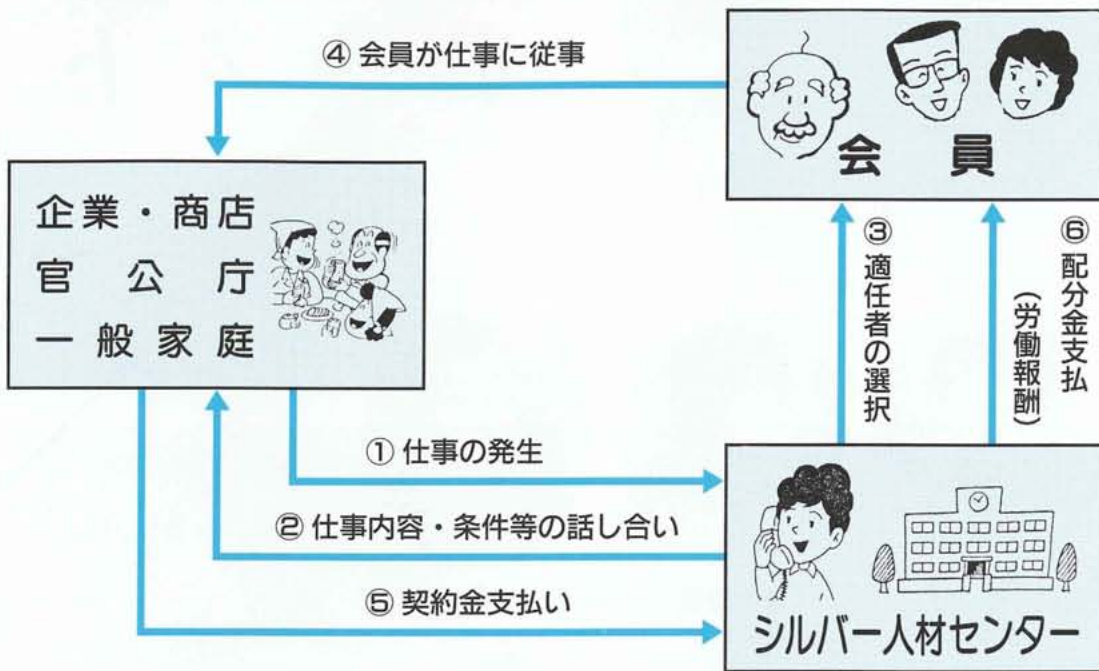 ④ 会員が仕事に従事
会員
企業・商店
官公庁
一般家庭
③ 適任者の選択
⑥ 配分金支払
(労働報酬)
① 仕事の発生
② 仕事内容・条件等の話し合い
⑤ 契約金支払い
シルバー人材センター